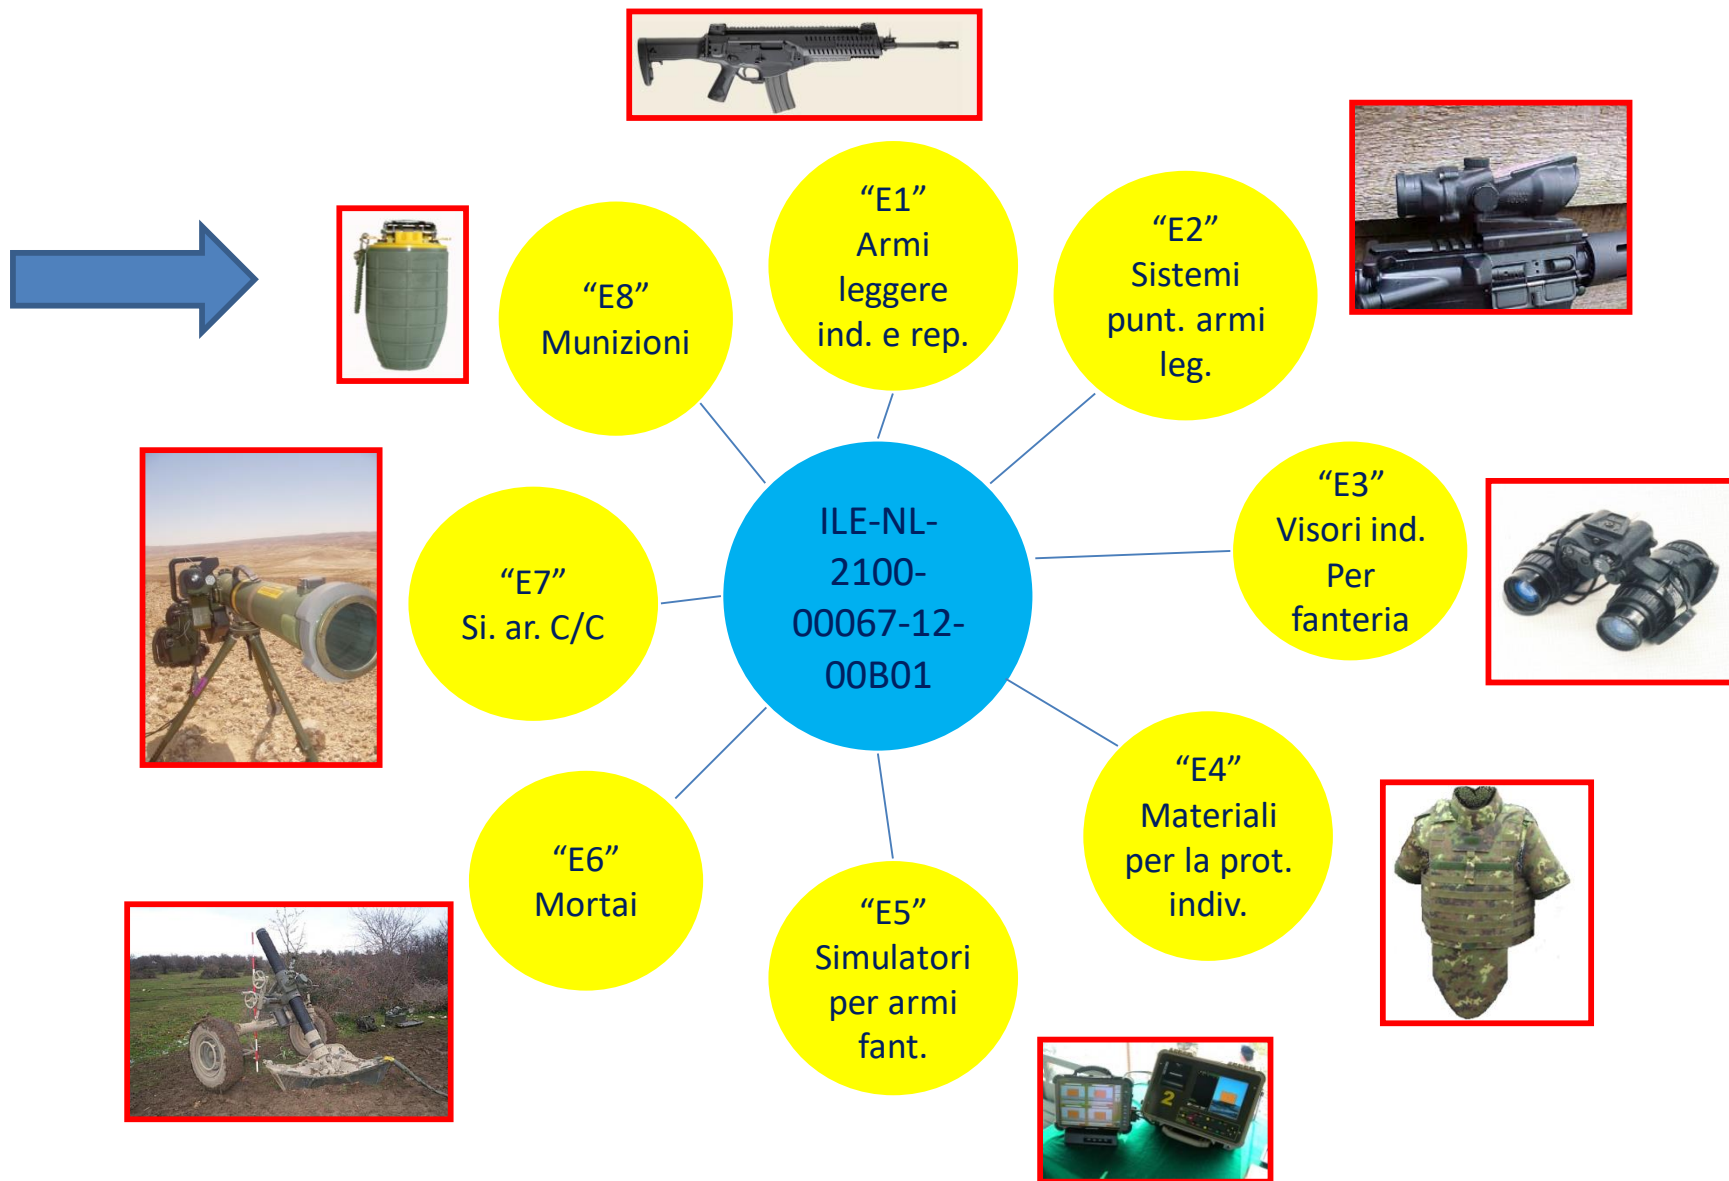 “E1”
Armi
leggere
ind. e rep.
“E2”
Sistemi
punt. armi
leg.
“E3”
Visori ind.
Per
fanteria
“E4”
Materiali
per la prot.
indiv.
“E5”
Simulatori
per armi
fant.
“E6”
Mortai
“E7”
Si. ar. C/C
“E8”
Munizioni
ILE-NL-
2100-
00067-12-
00B01
2